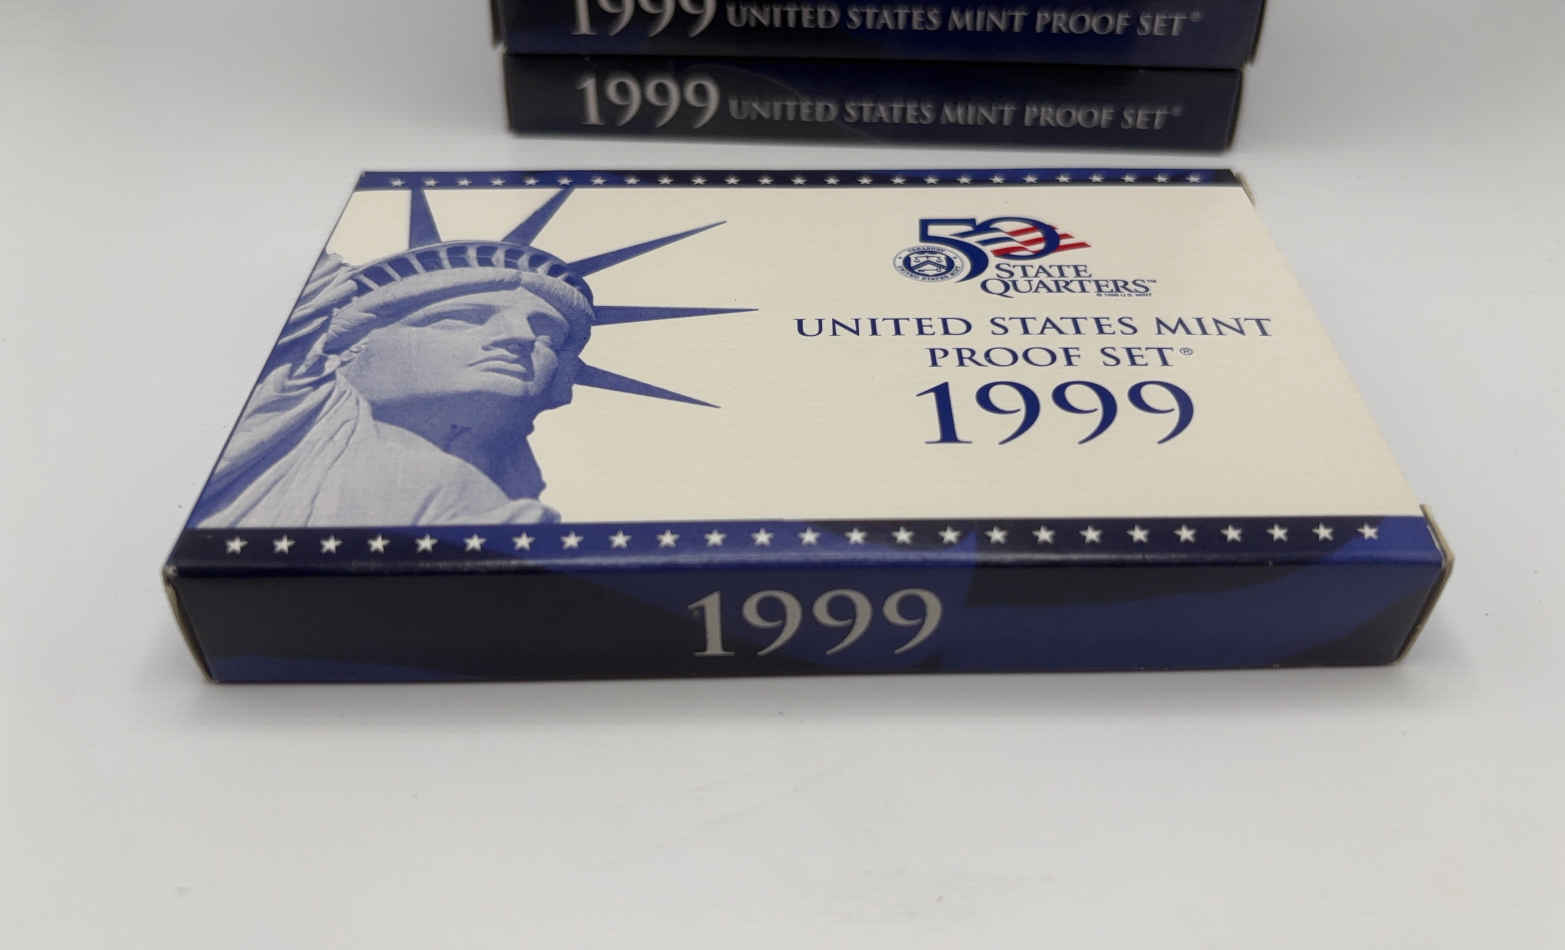 1999 UNITED STATES MINT PROOF SET®
1999 UNITED STATES MINT PROOF SET®
50
STATE
QUARTERS™
UNITED STATES MINT
PROOF SET®
1999
1999